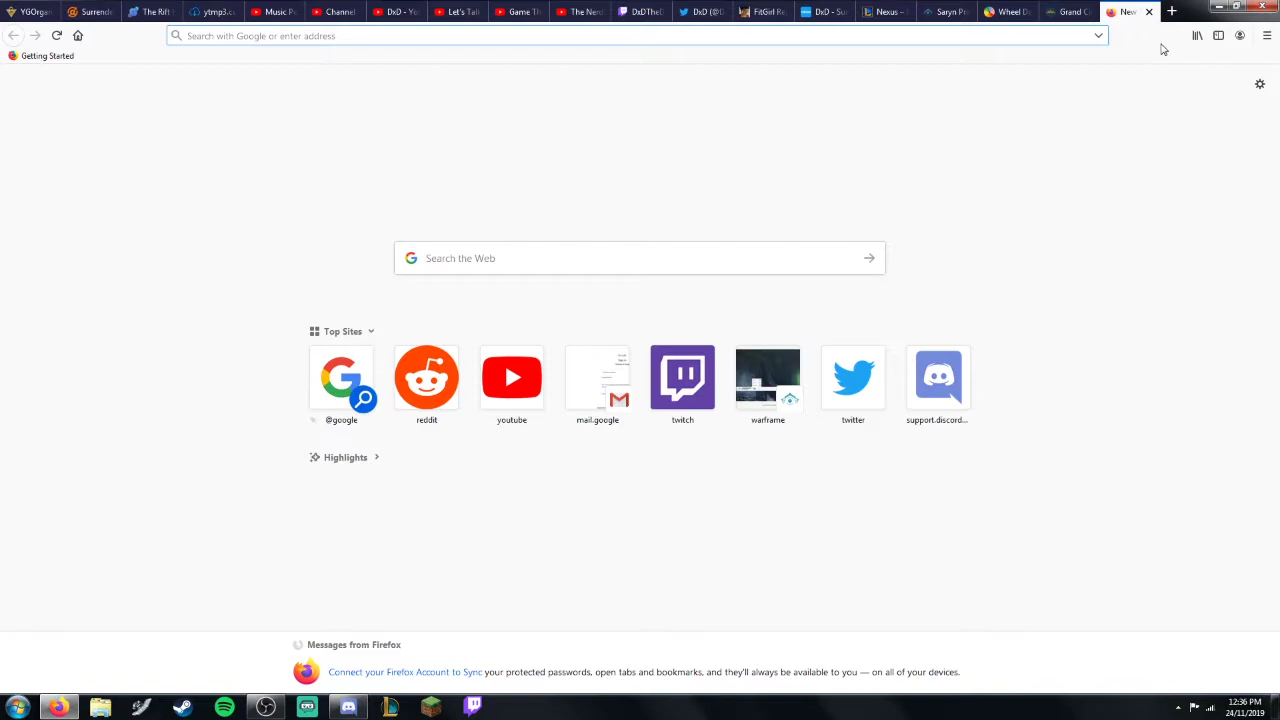 YGOrgan
Surrende
The Rift
ytmp3.c
Music P
Channel
DxD - Yo
Let's Talk
Game Th
The Nerd
DxDTheD
DxD (@D
FitGirl Re
DxD - Su
Nexus –
Saryn Pri
Wheel De
Grand Co
New
Search with Google or enter address
Getting Started
Search the Web
Top Sites
@google
reddit
youtube
mail.google
twitch
warframe
twitter
support.discord...
Highlights
Messages from Firefox
Connect your Firefox Account to Sync your protected passwords, open tabs and bookmarks, and they'll always be available to you — on all of your devices.
12:36 PM
24/11/2019